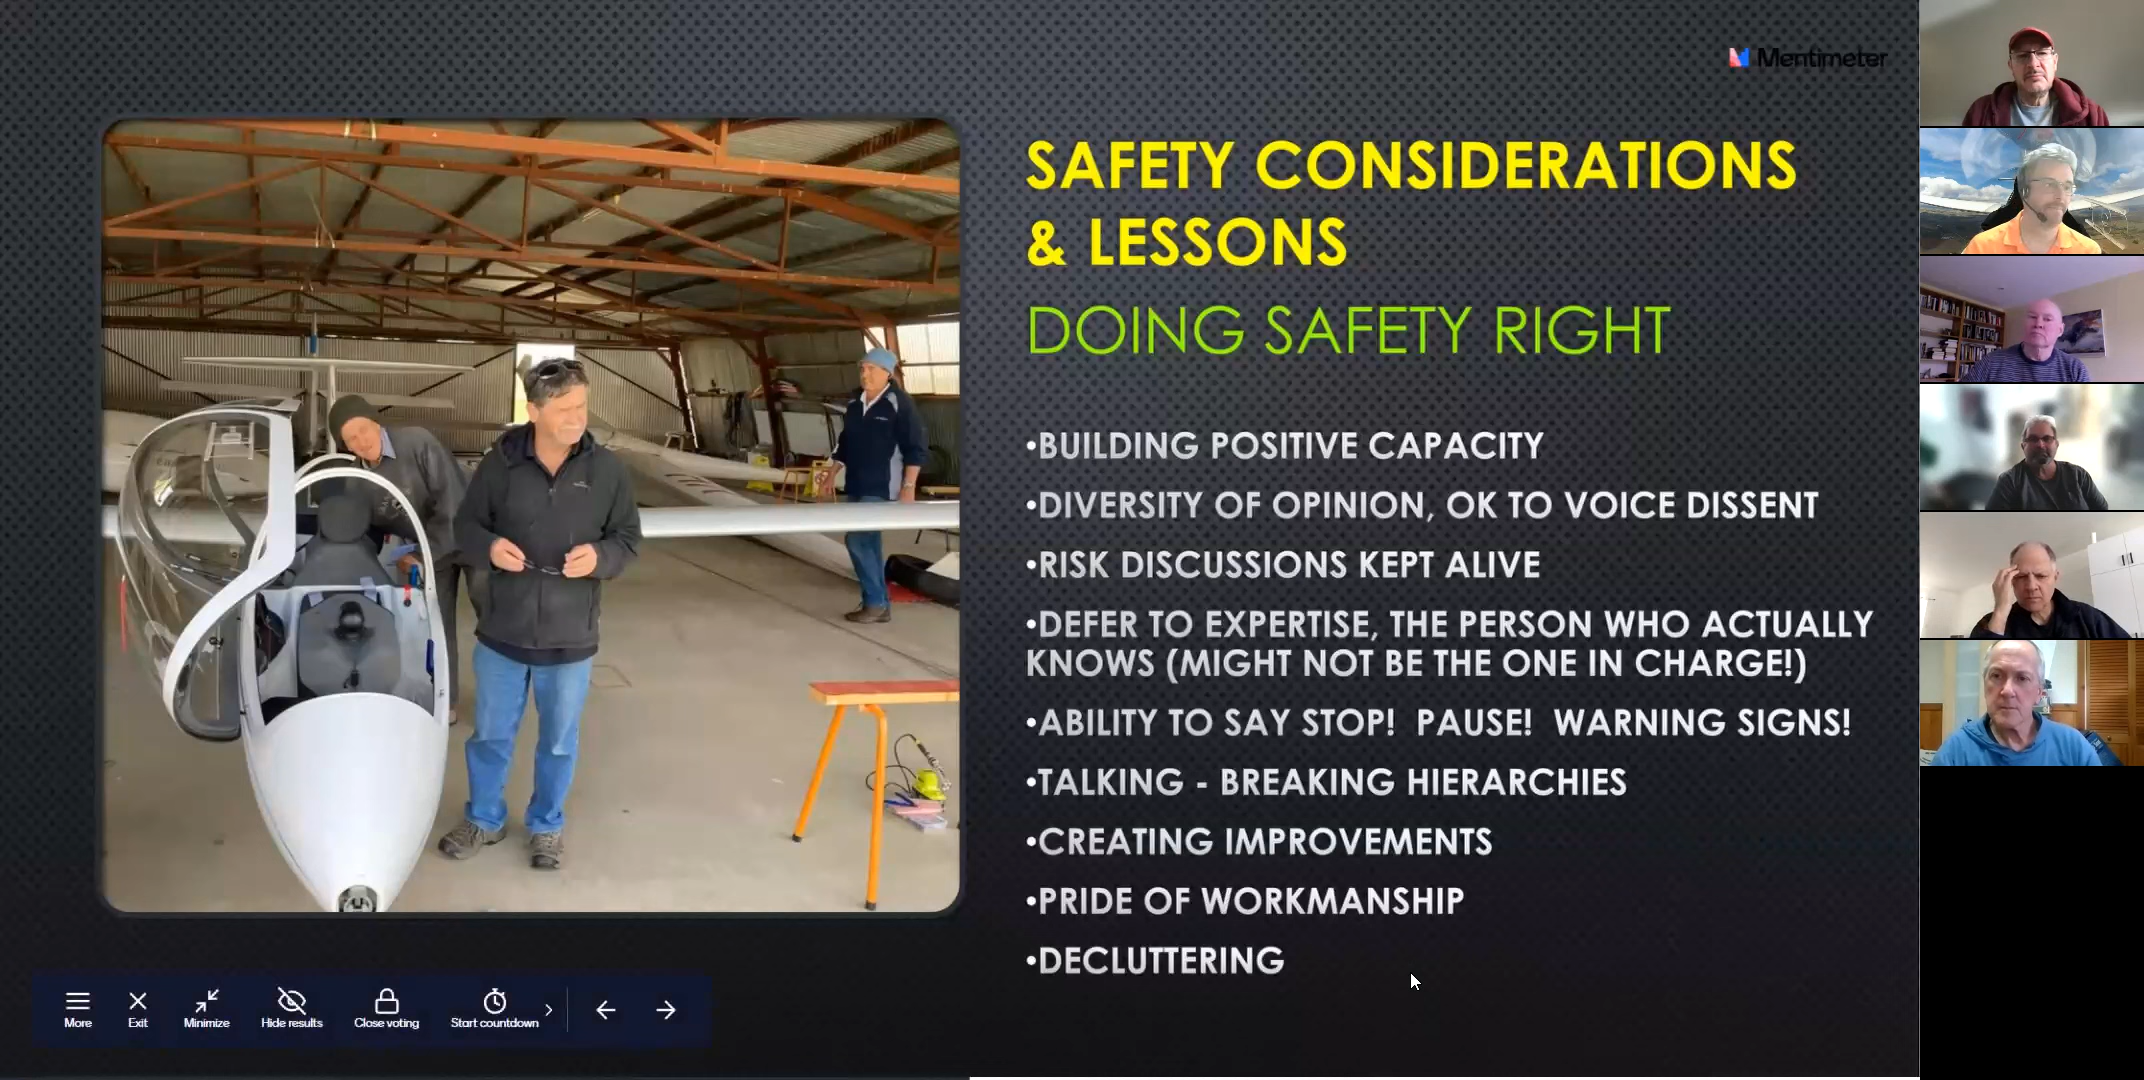 Mentimeter
SAFETY CONSIDERATIONS
& LESSONS
DOING SAFETY RIGHT
•BUILDING POSITIVE CAPACITY
•DIVERSITY OF OPINION, OK TO VOICE DISSENT
•RISK DISCUSSIONS KEPT ALIVE
•DEFER TO EXPERTISE, THE PERSON WHO ACTUALLY
KNOWS (MIGHT NOT BE THE ONE IN CHARGE!)
•ABILITY TO SAY STOP!  PAUSE!  WARNING SIGNS!
•TALKING - BREAKING HIERARCHIES
•CREATING IMPROVEMENTS
•PRIDE OF WORKMANSHIP
•DECLUTTERING
More
Exit
Minimize
Hide results
Close voting
Start countdown